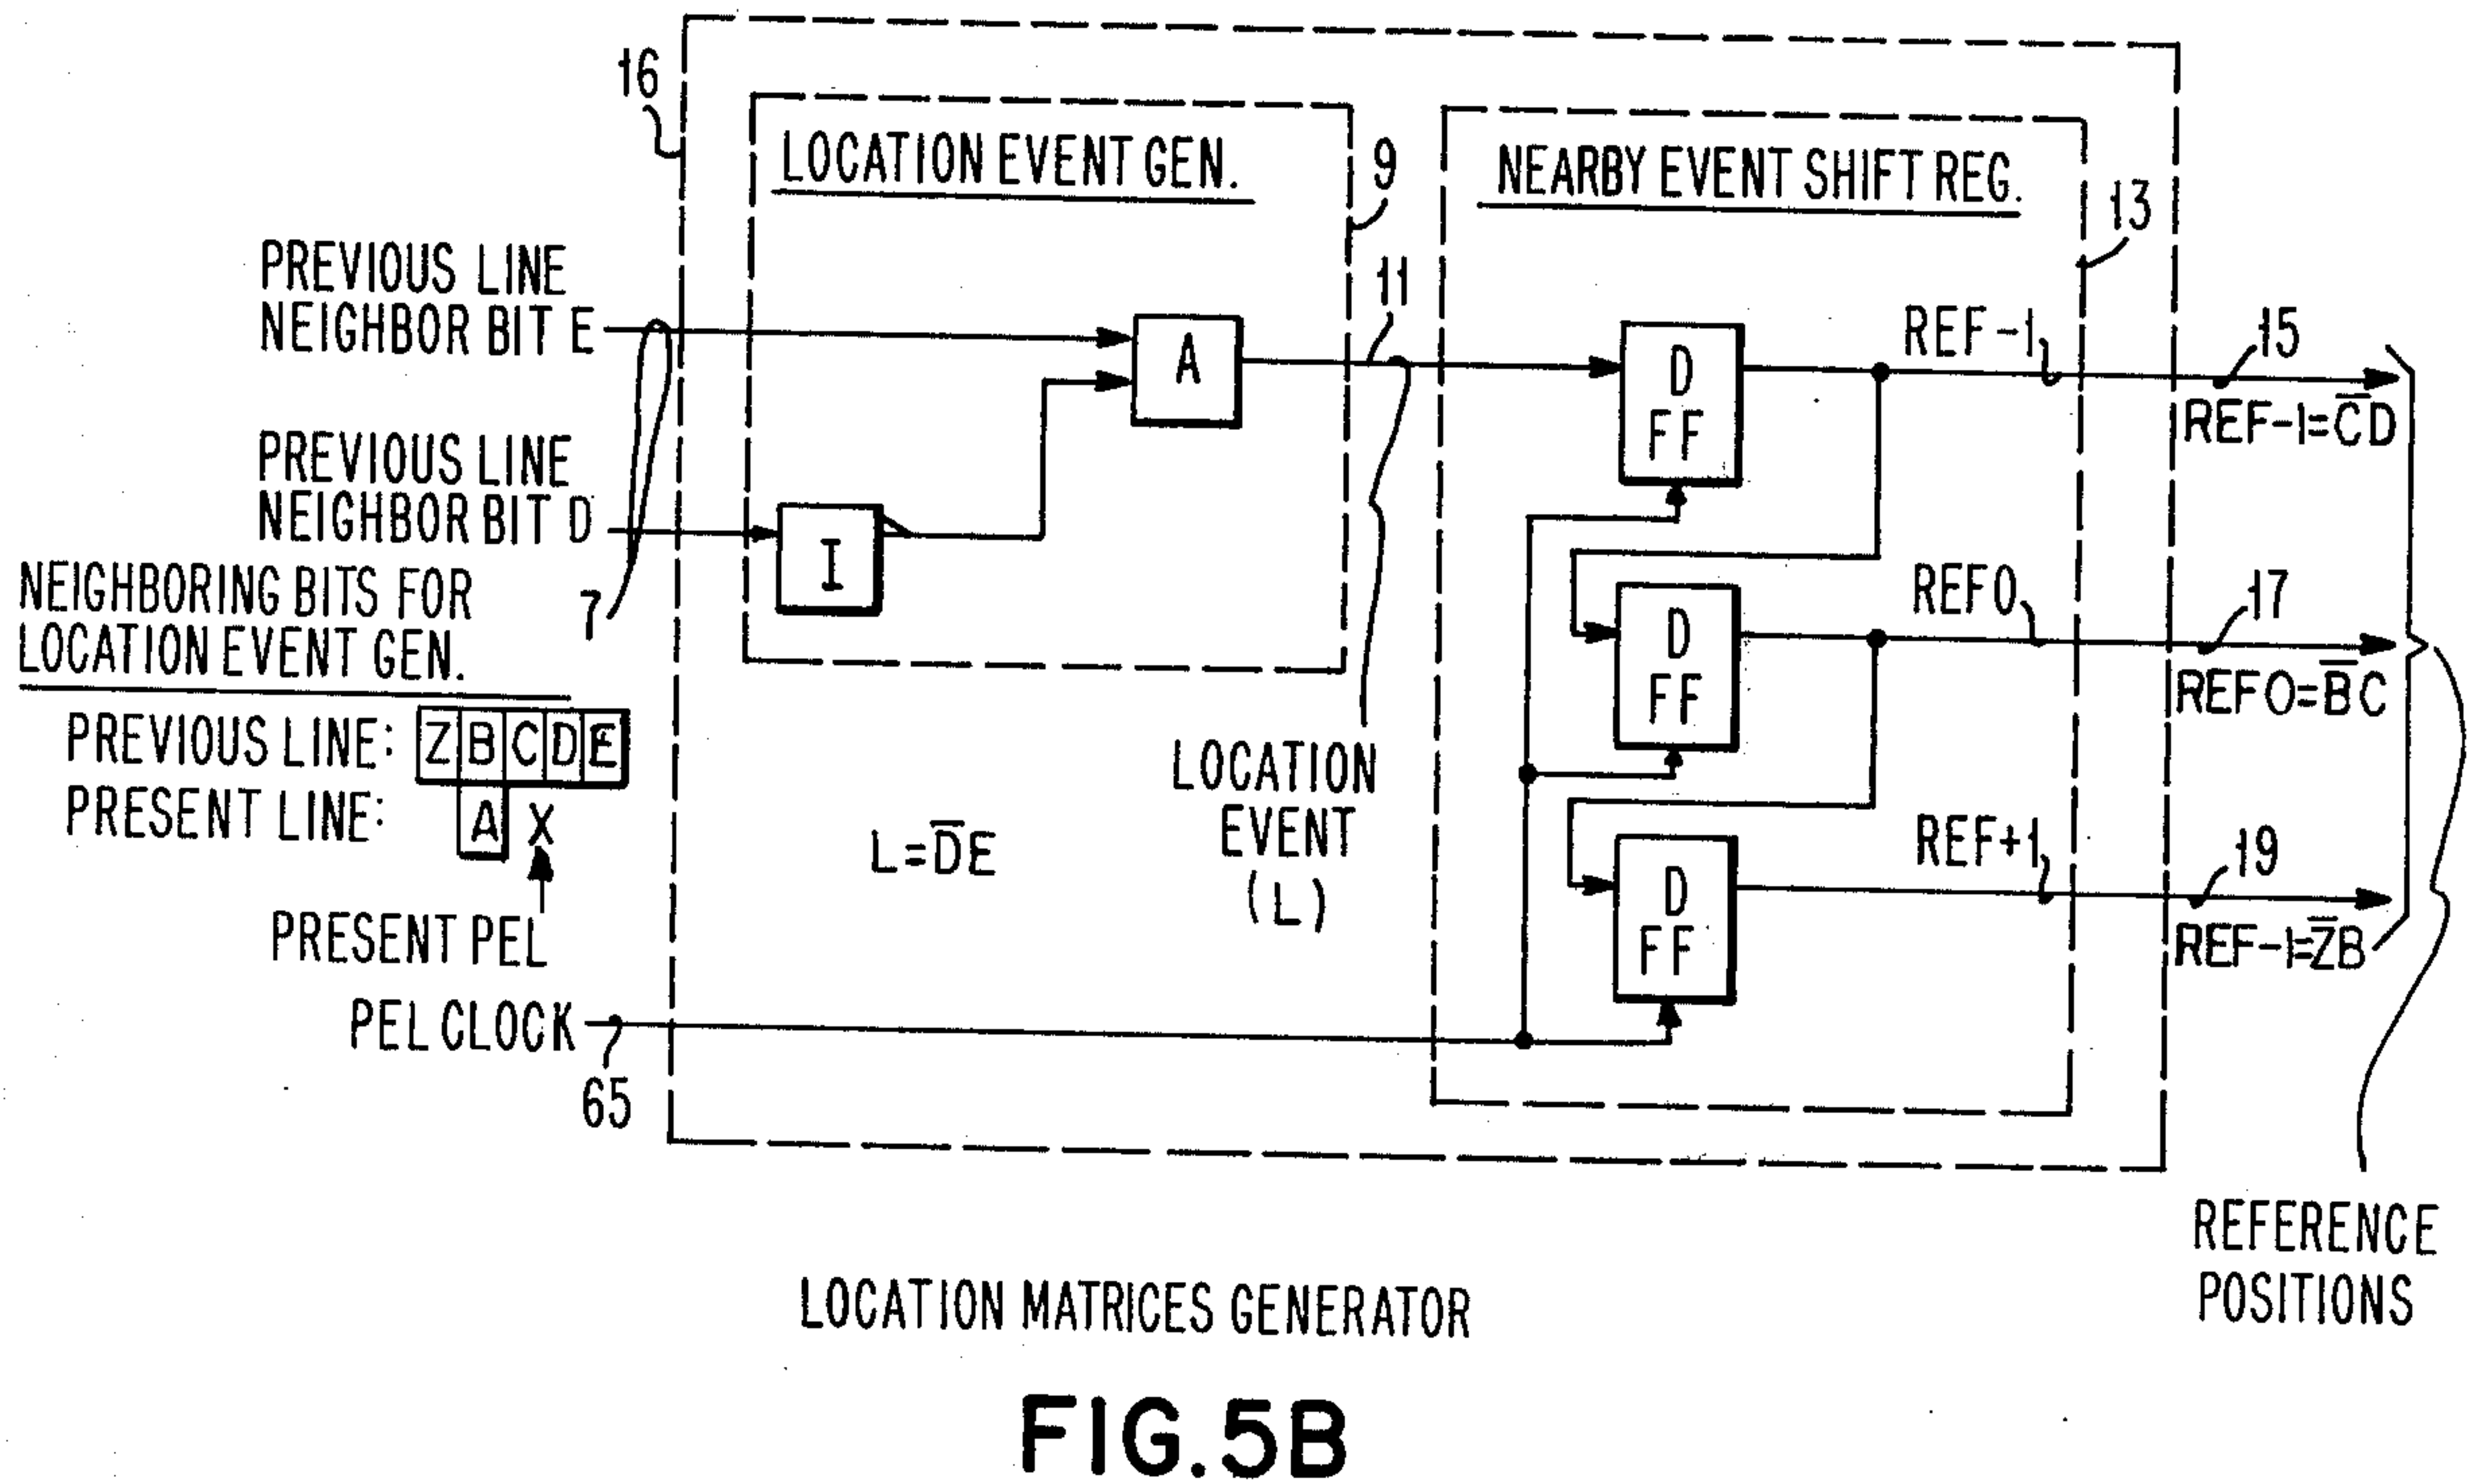 16
LOCATION EVENT GEN.
9
NEARBY EVENT SHIFT REG.
13
PREVIOUS LINE
NEIGHBOR BIT E
11
A
D
FF
REF-1
15
REF-1=C̅D
PREVIOUS LINE
NEIGHBOR BIT D
I
7
NEIGHBORING BITS FOR
LOCATION EVENT GEN.
D
FF
REF0
17
REF0=B̅C
PREVIOUS LINE: Z B C D E
PRESENT LINE: A X
PRESENT PEL
L=D̅E
LOCATION
EVENT
(L)
D
FF
REF+1
19
REF-1=Z̅B
PEL CLOCK
65
REFERENCE
POSITIONS
LOCATION MATRICES GENERATOR
FIG.5B